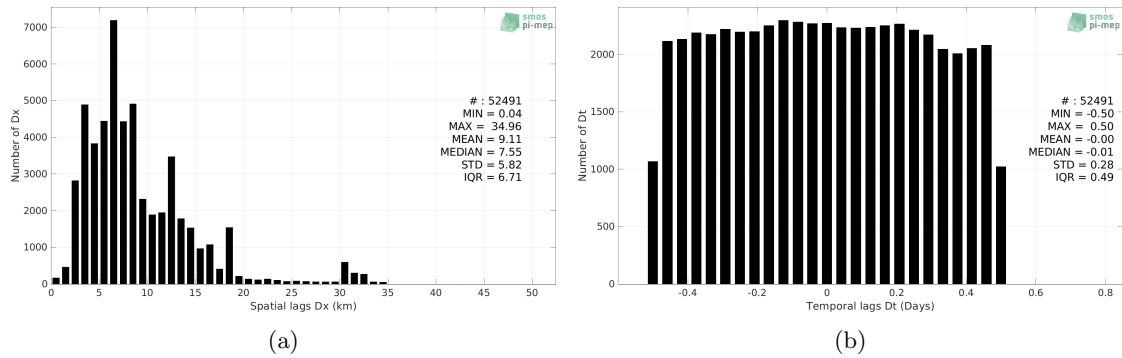 7000
6000
5000
4000
3000
2000
1000
0
Number of Dx
0 5 10 15 20 25 30 35 40 45 50
Spatial lags Dx (km)
smos
pi-mep
# : 52491
MIN = 0.04
MAX = 34.96
MEAN = 9.11
MEDIAN = 7.55
STD = 5.82
IQR = 6.71
(a)
2000
1500
1000
500
0
Number of Dt
-0.4 -0.2 0 0.2 0.4 0.6 0.8
Temporal lags Dt (Days)
smos
pi-mep
# : 52491
MIN = -0.50
MAX = 0.50
MEAN = -0.00
MEDIAN = -0.01
STD = 0.28
IQR = 0.49
(b)